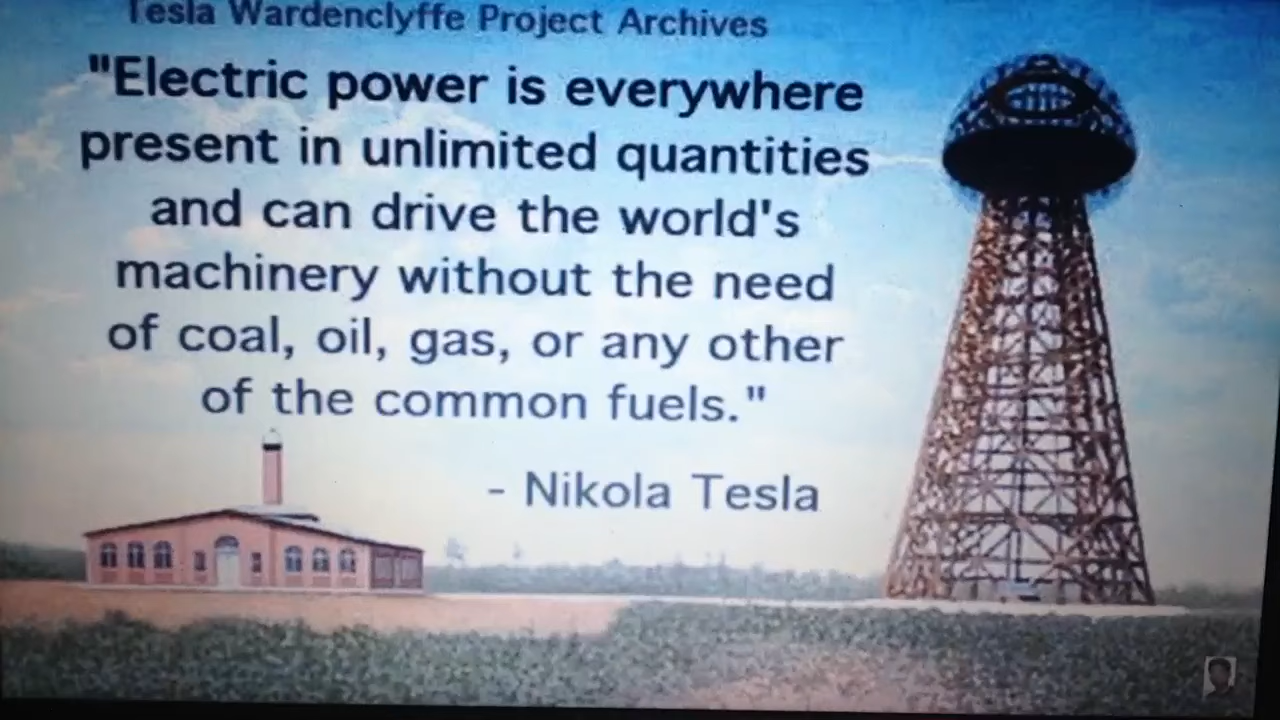 Tesla Wardenclyffe Project Archives
"Electric power is everywhere
present in unlimited quantities
and can drive the world's
machinery without the need
of coal, oil, gas, or any other
of the common fuels."
- Nikola Tesla